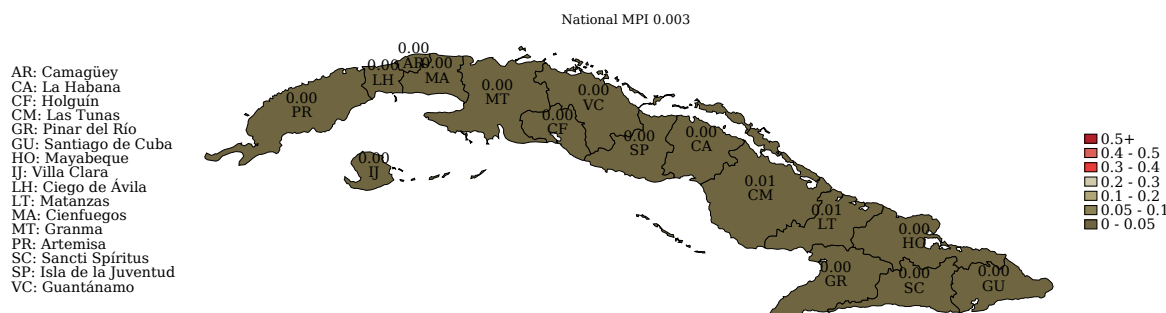 National MPI 0.003
AR: Camagüey
CA: La Habana
CF: Holguín
CM: Las Tunas
GR: Pinar del Río
GU: Santiago de Cuba
HO: Mayabeque
IJ: Villa Clara
LH: Ciego de Ávila
LT: Matanzas
MA: Cienfuegos
MT: Granma
PR: Artemisa
SC: Sancti Spíritus
SP: Isla de la Juventud
VC: Guantánamo
0.00
AR
0.00
LH
0.00
MA
0.00
PR
0.00
MT
0.00
VC
0.00
CF
0.00
SP
0.00
CA
0.00
IJ
0.01
CM
0.01
LT
0.00
HO
0.00
GR
0.00
SC
0.00
GU
0.5+
0.4 - 0.5
0.3 - 0.4
0.2 - 0.3
0.1 - 0.2
0.05 - 0.1
0 - 0.05